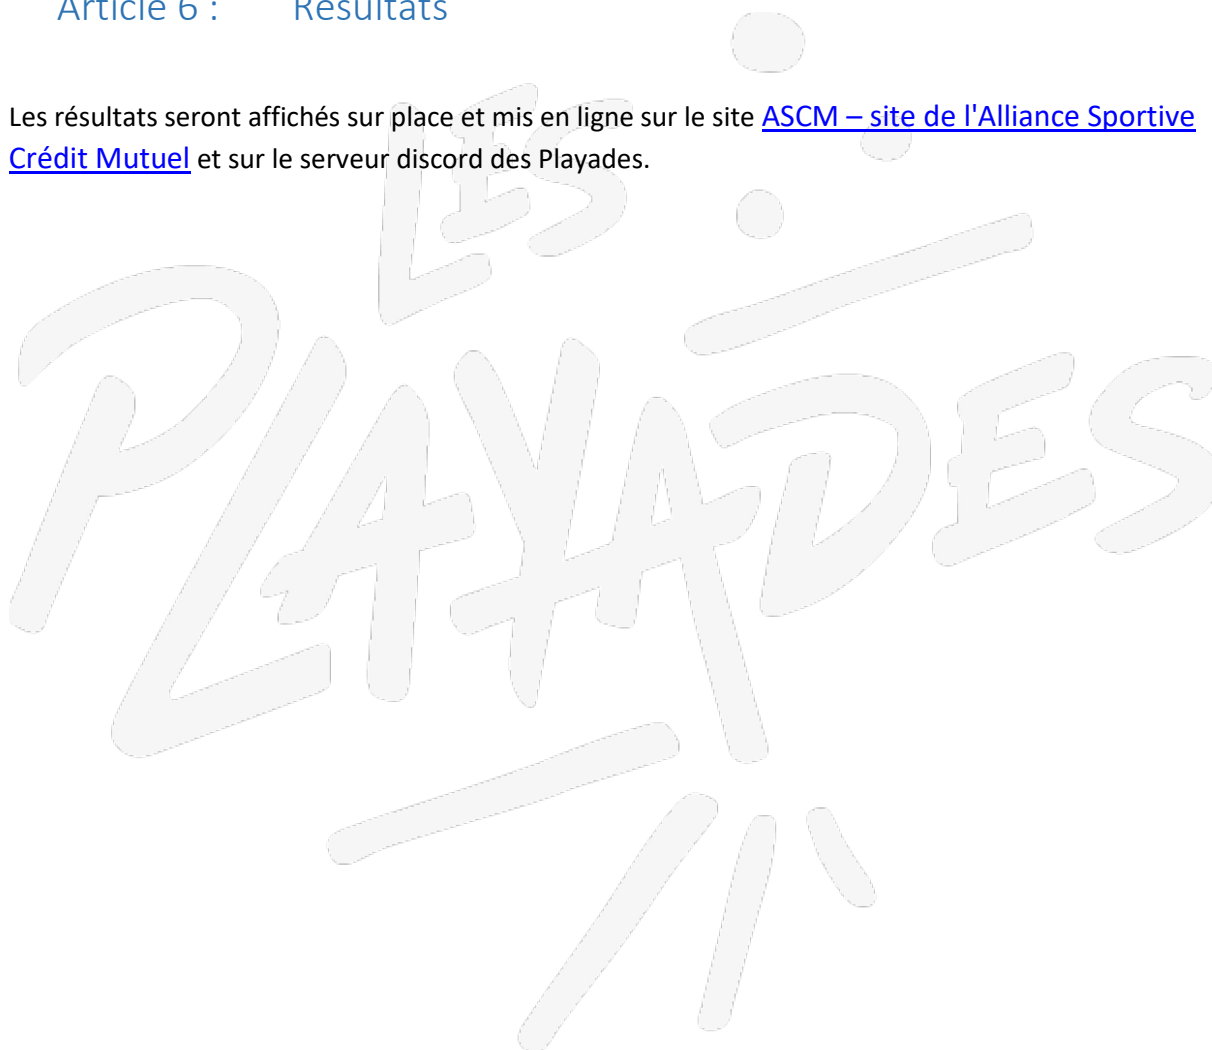 Article 6 : Résultats
Les résultats seront affichés sur place et mis en ligne sur le site ASCM – site de l'Alliance Sportive
Crédit Mutuel et sur le serveur discord des Playades.
LES
PLAYADES